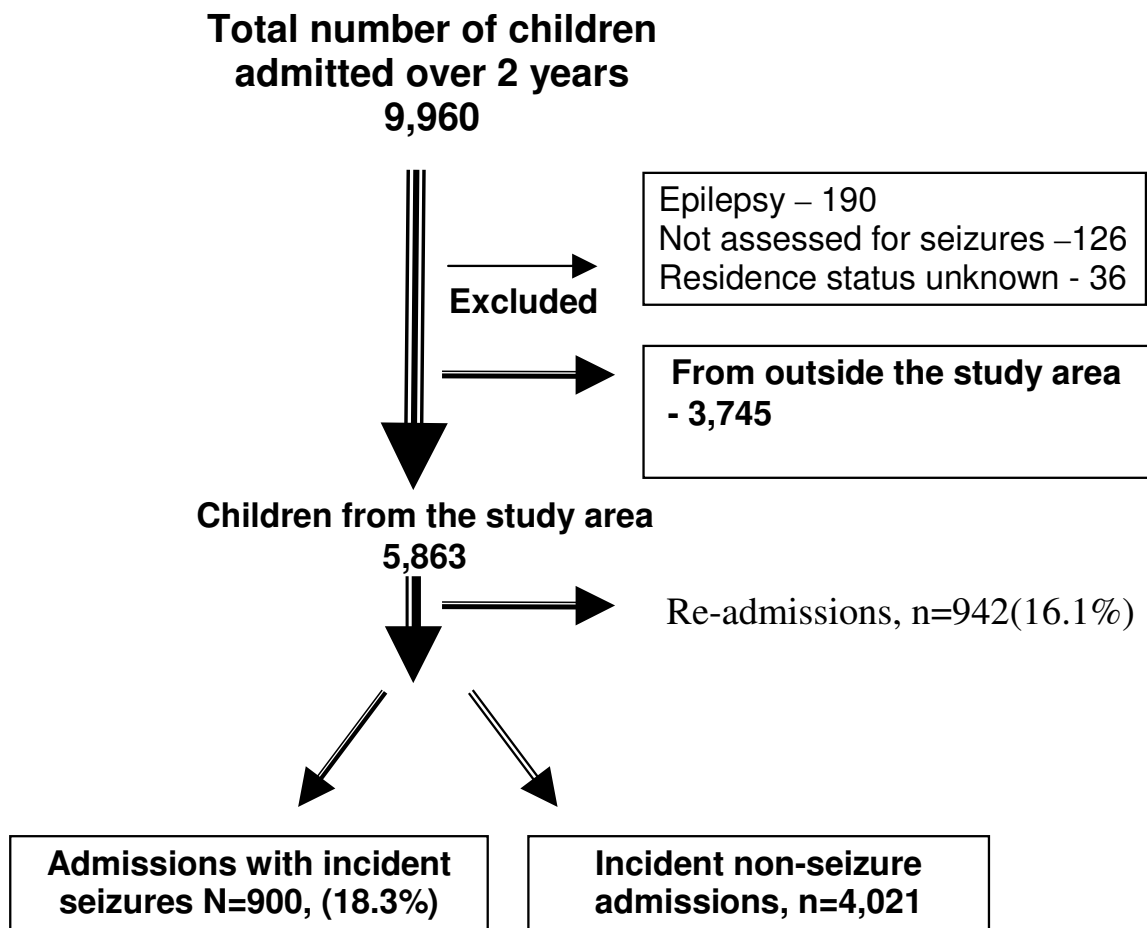 Total number of children
admitted over 2 years
9,960
Epilepsy – 190
Not assessed for seizures –126
Residence status unknown - 36
Excluded
From outside the study area
- 3,745
Children from the study area
5,863
Re-admissions, n=942(16.1%)
Admissions with incident
seizures N=900, (18.3%)
Incident non-seizure
admissions, n=4,021